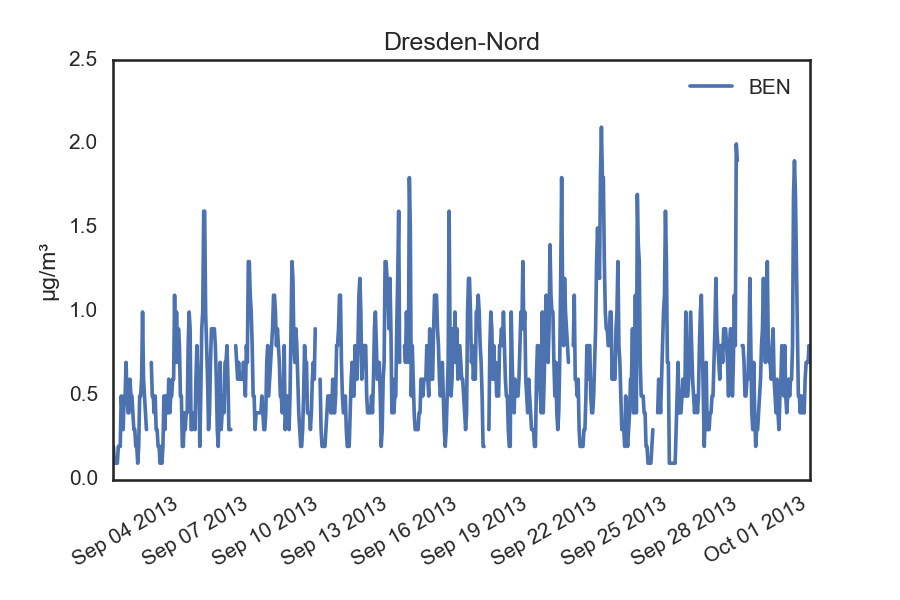 Dresden-Nord
BEN
µg/m³
2.5
2.0
1.5
1.0
0.5
0.0
Sep 04 2013
Sep 07 2013
Sep 10 2013
Sep 13 2013
Sep 16 2013
Sep 19 2013
Sep 22 2013
Sep 25 2013
Sep 28 2013
Oct 01 2013